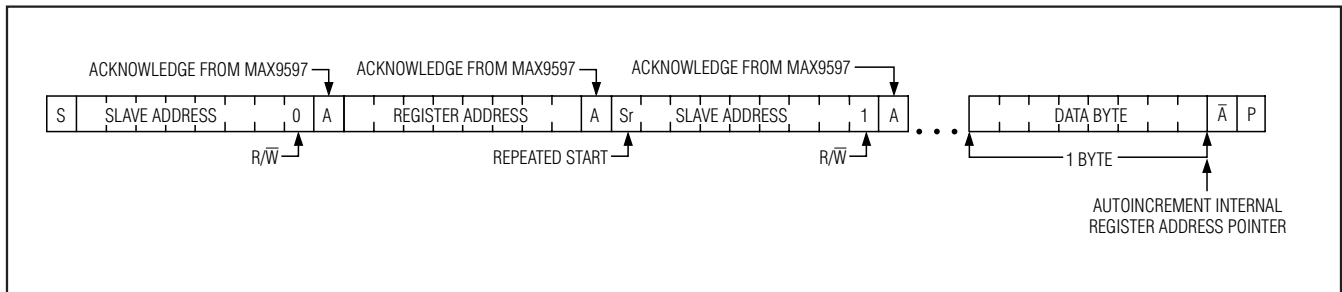 ACKNOWLEDGE FROM MAX9597 ACKNOWLEDGE FROM MAX9597 ACKNOWLEDGE FROM MAX9597
S SLAVE ADDRESS 0 A REGISTER ADDRESS A Sr SLAVE ADDRESS 1 A • • • DATA BYTE A̅ P
R/W̅ REPEATED START R/W̅ 1 BYTE
AUTOINCREMENT INTERNAL
REGISTER ADDRESS POINTER